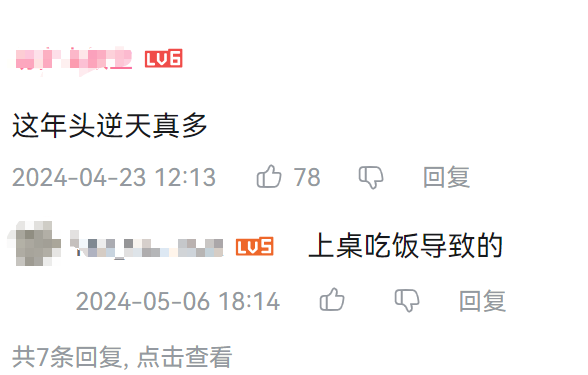 LV6
这年头逆天真多
2024-04-23 12:13 78 回复
LV5 上桌吃饭导致的
2024-05-06 18:14 回复
共7条回复, 点击查看